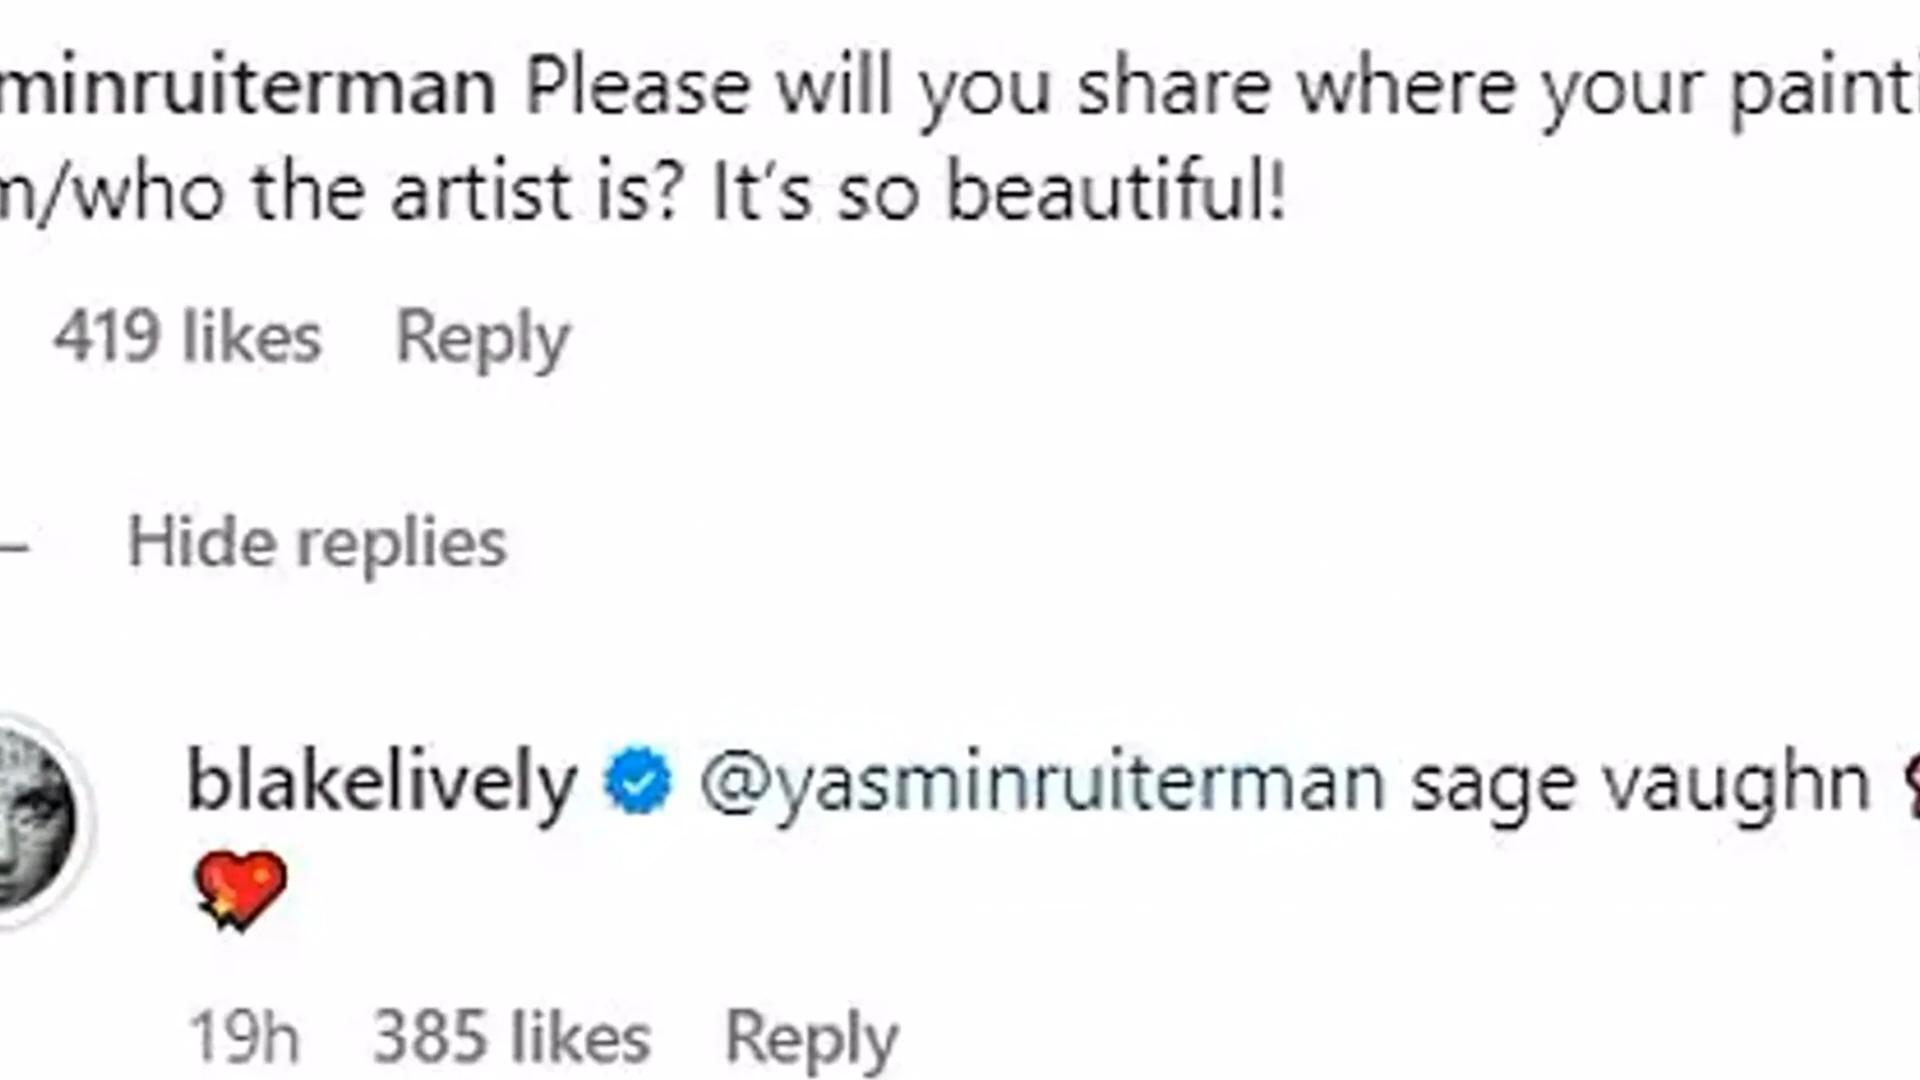 minruiterman Please will you share where your painti
m/who the artist is? It's so beautiful!
419 likes Reply
Hide replies
blakelively @yasminruiterman sage vaughn
19h 385 likes Reply